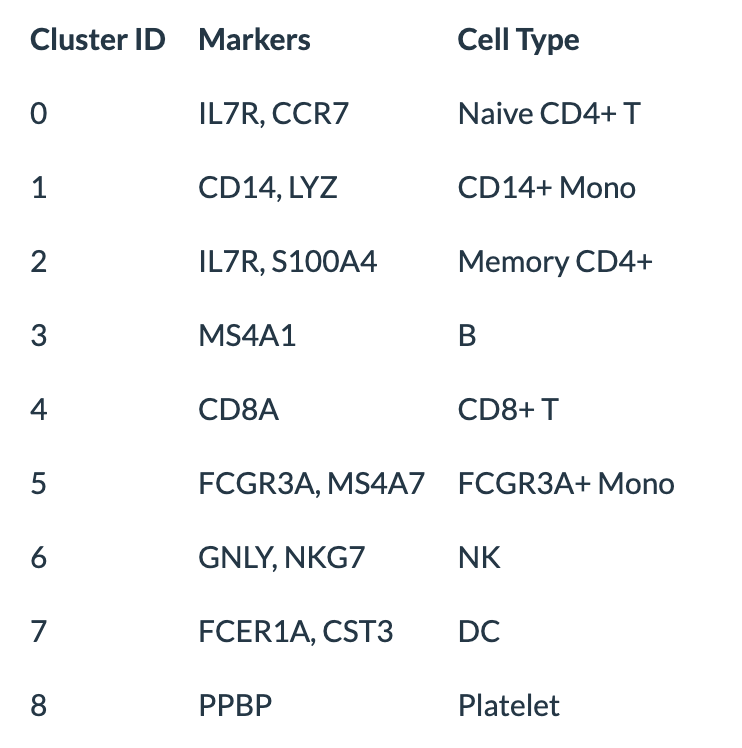 Cluster ID Markers Cell Type
0 IL7R, CCR7 Naive CD4+ T
1 CD14, LYZ CD14+ Mono
2 IL7R, S100A4 Memory CD4+
3 MS4A1 B
4 CD8A CD8+ T
5 FCGR3A, MS4A7 FCGR3A+ Mono
6 GNLY, NKG7 NK
7 FCER1A, CST3 DC
8 PPBP Platelet